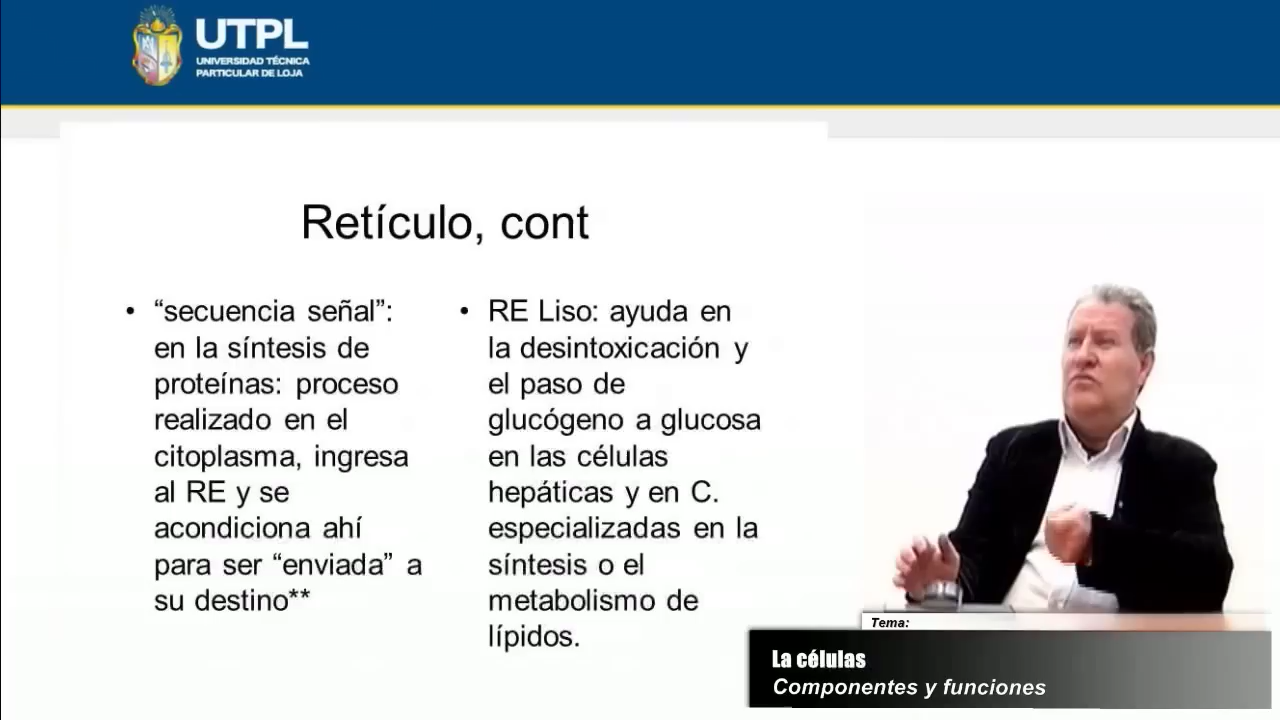 UTPL
UNIVERSIDAD TÉCNICA
PARTICULAR DE LOJA
Retículo, cont
• “secuencia señal”:
en la síntesis de
proteínas: proceso
realizado en el
citoplasma, ingresa
al RE y se
acondiciona ahí
para ser “enviada” a
su destino**
• RE Liso: ayuda en
la desintoxicación y
el paso de
glucógeno a glucosa
en las células
hepáticas y en C.
especializadas en la
síntesis o el
metabolismo de
lípidos.
Tema:
La células
Componentes y funciones